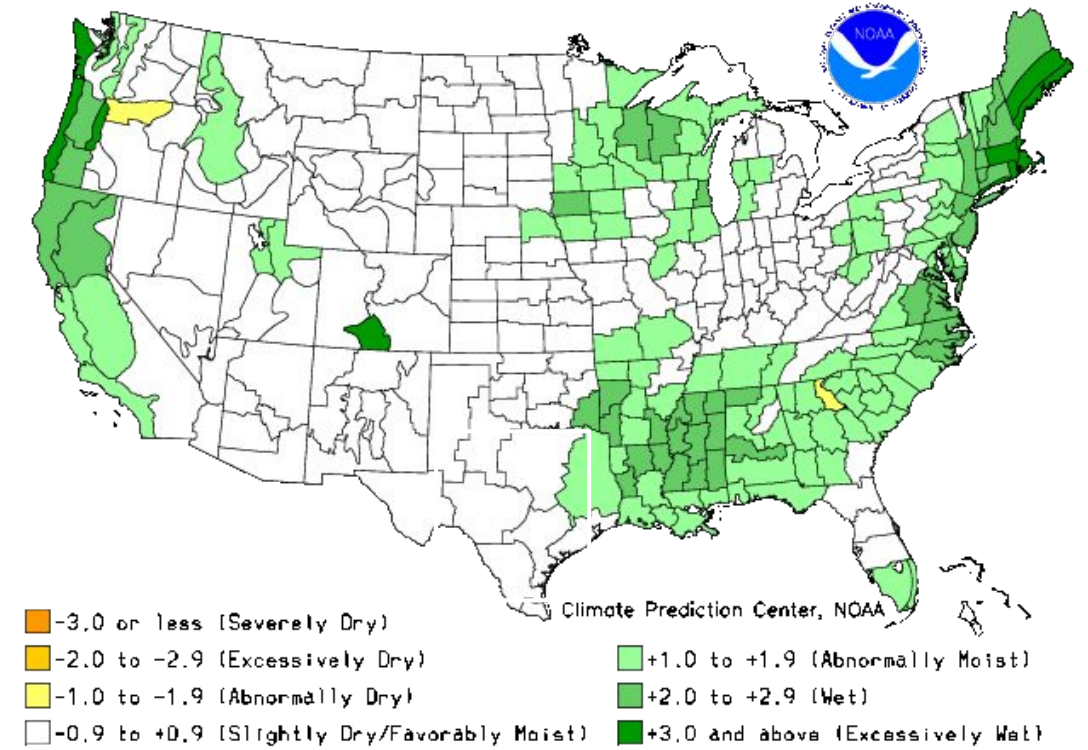 NOAA
Climate Prediction Center, NOAA
-3.0 or less (Severely Dry)
-2.0 to -2.9 (Excessively Dry)
-1.0 to -1.9 (Abnormally Dry)
-0.9 to +0.9 (Slightly Dry/Favorably Moist)
+1.0 to +1.9 (Abnormally Moist)
+2.0 to +2.9 (Wet)
+3.0 and above (Excessively Wet)